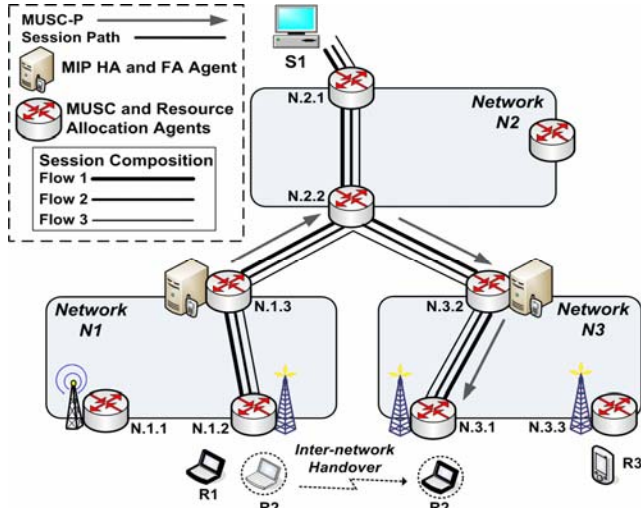 MUSC-P
Session Path
MIP HA and FA Agent
MUSC and Resource
Allocation Agents
Session Composition
Flow 1
Flow 2
Flow 3
S1
N.2.1
Network
N2
N.2.2
Network
N1
N.1.3
N.3.2
Network
N3
N.1.1
N.1.2
N.3.1
N.3.3
R1
R2
Inter-network
Handover
R2
R3